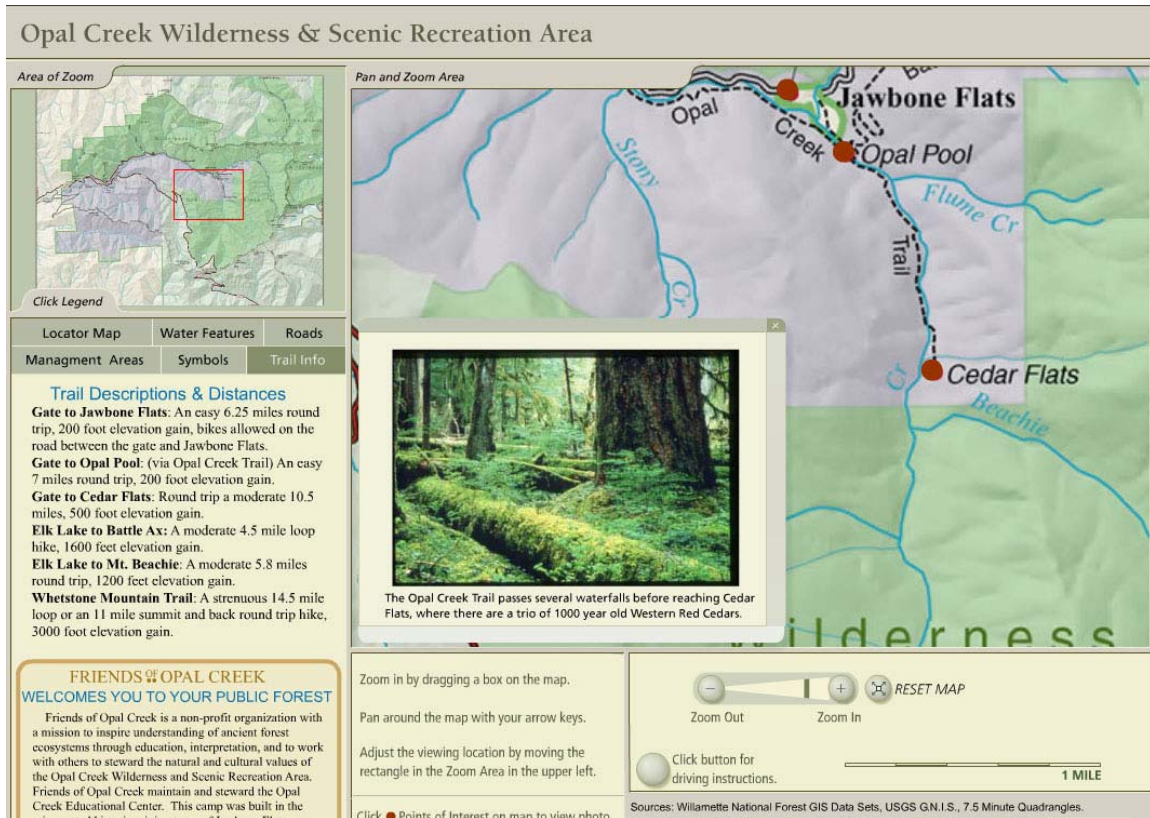 Opal Creek Wilderness & Scenic Recreation Area
Area of Zoom
Click Legend
Locator Map
Water Features
Roads
Managment Areas
Symbols
Trail Info
Trail Descriptions & Distances
Gate to Jawbone Flats: An easy 6.25 miles round
trip, 200 foot elevation gain, bikes allowed on the
road between the gate and Jawbone Flats.
Gate to Opal Pool: (via Opal Creek Trail) An easy
7 miles round trip, 200 foot elevation gain.
Gate to Cedar Flats: Round trip a moderate 10.5
miles, 500 foot elevation gain.
Elk Lake to Battle Ax: A moderate 4.5 mile loop
hike, 1600 feet elevation gain.
Elk Lake to Mt. Beachie: A moderate 5.8 miles
round trip, 1200 feet elevation gain.
Whetstone Mountain Trail: A strenuous 14.5 mile
loop or an 11 mile summit and back round trip hike,
3000 foot elevation gain.
FRIENDS OF OPAL CREEK
WELCOMES YOU TO YOUR PUBLIC FOREST
Friends of Opal Creek is a non-profit organization with
a mission to inspire understanding of ancient forest
ecosystems through education, interpretation, and to work
with others to steward the natural and cultural values of
the Opal Creek Wilderness and Scenic Recreation Area.
Friends of Opal Creek maintain and steward the Opal
Creek Educational Center. This camp was built in the
Pan and Zoom Area
Jawbone Flats
Opal
Creek
Opal Pool
Stony
Cr
Flume Cr
Trail
Cr
Cedar Flats
Beachie
Wilderness
The Opal Creek Trail passes several waterfalls before reaching Cedar
Flats, where there are a trio of 1000 year old Western Red Cedars.
Zoom in by dragging a box on the map.
Pan around the map with your arrow keys.
Adjust the viewing location by moving the
rectangle in the Zoom Area in the upper left.
Click Points of Interest on map to view photo
Zoom Out
Zoom In
RESET MAP
Click button for
driving instructions.
1 MILE
Sources: Willamette National Forest GIS Data Sets, USGS G.N.I.S., 7.5 Minute Quadrangles.